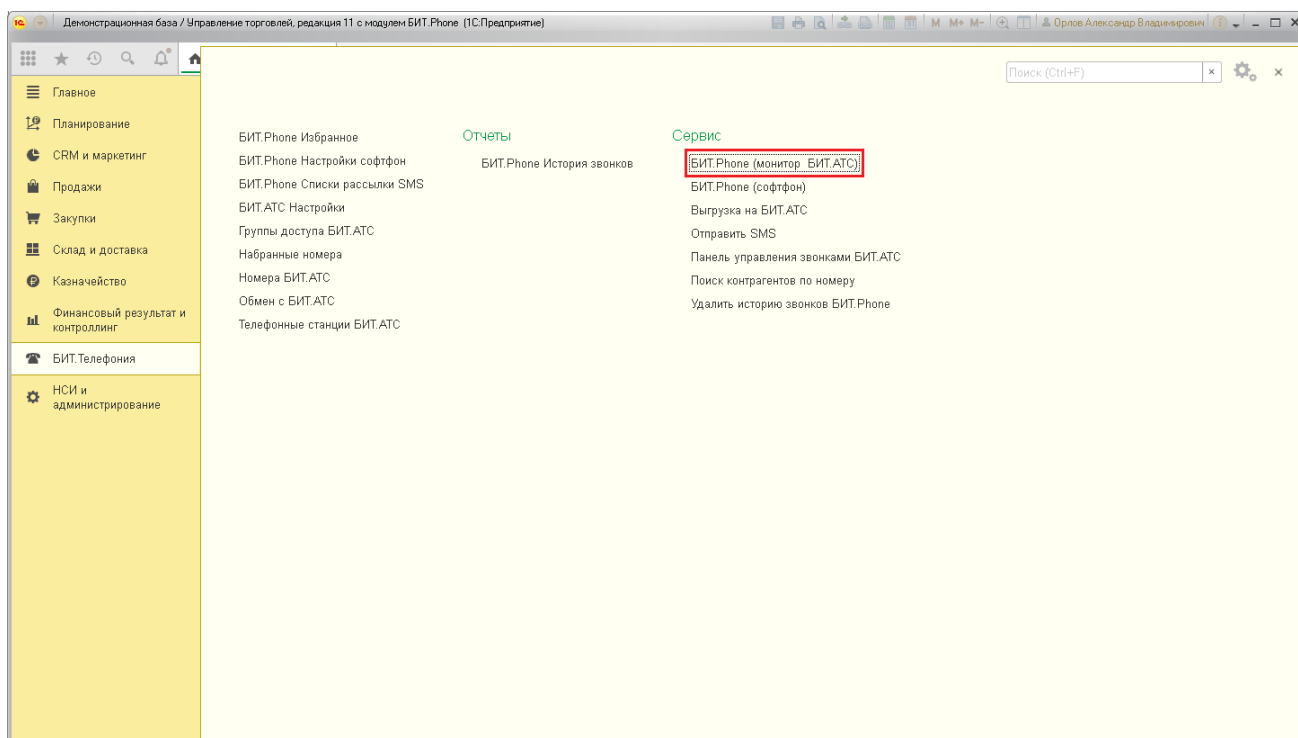 Демонстрационная база / Управление торговлей, редакция 11 с модулем БИТ.Phone (1С:Предприятие)
M M+ M-
Орлов Александр Владимирович
Поиск (Ctrl+F)
Главное
Планирование
CRM и маркетинг
Продажи
Закупки
Склад и доставка
Казначейство
Финансовый результат и
контроллинг
БИТ.Телефония
НСИ и
администрирование
БИТ.Phone Избранное
БИТ.Phone Настройки софтфон
БИТ.Phone Списки рассылки SMS
БИТ.АТС Настройки
Группы доступа БИТ.АТС
Набранные номера
Номера БИТ.АТС
Обмен с БИТ.АТС
Телефонные станции БИТ.АТС
Отчеты
БИТ.Phone История звонков
Сервис
БИТ.Phone (монитор БИТ.АТС)
БИТ.Phone (софтфон)
Выгрузка на БИТ.АТС
Отправить SMS
Панель управления звонками БИТ.АТС
Поиск контрагентов по номеру
Удалить историю звонков БИТ.Phone